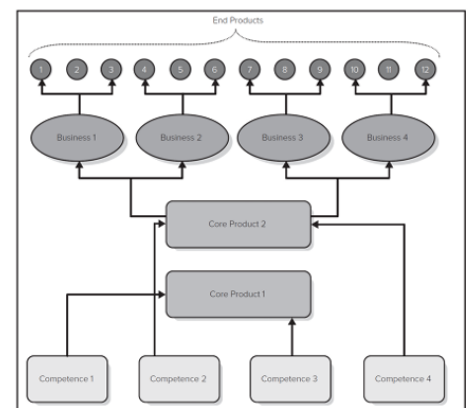 End Products
1 2 3 4 5 6 7 8 9 10 11 12
Business 1 Business 2 Business 3 Business 4
Core Product 2
Core Product 1
Competence 1 Competence 2 Competence 3 Competence 4